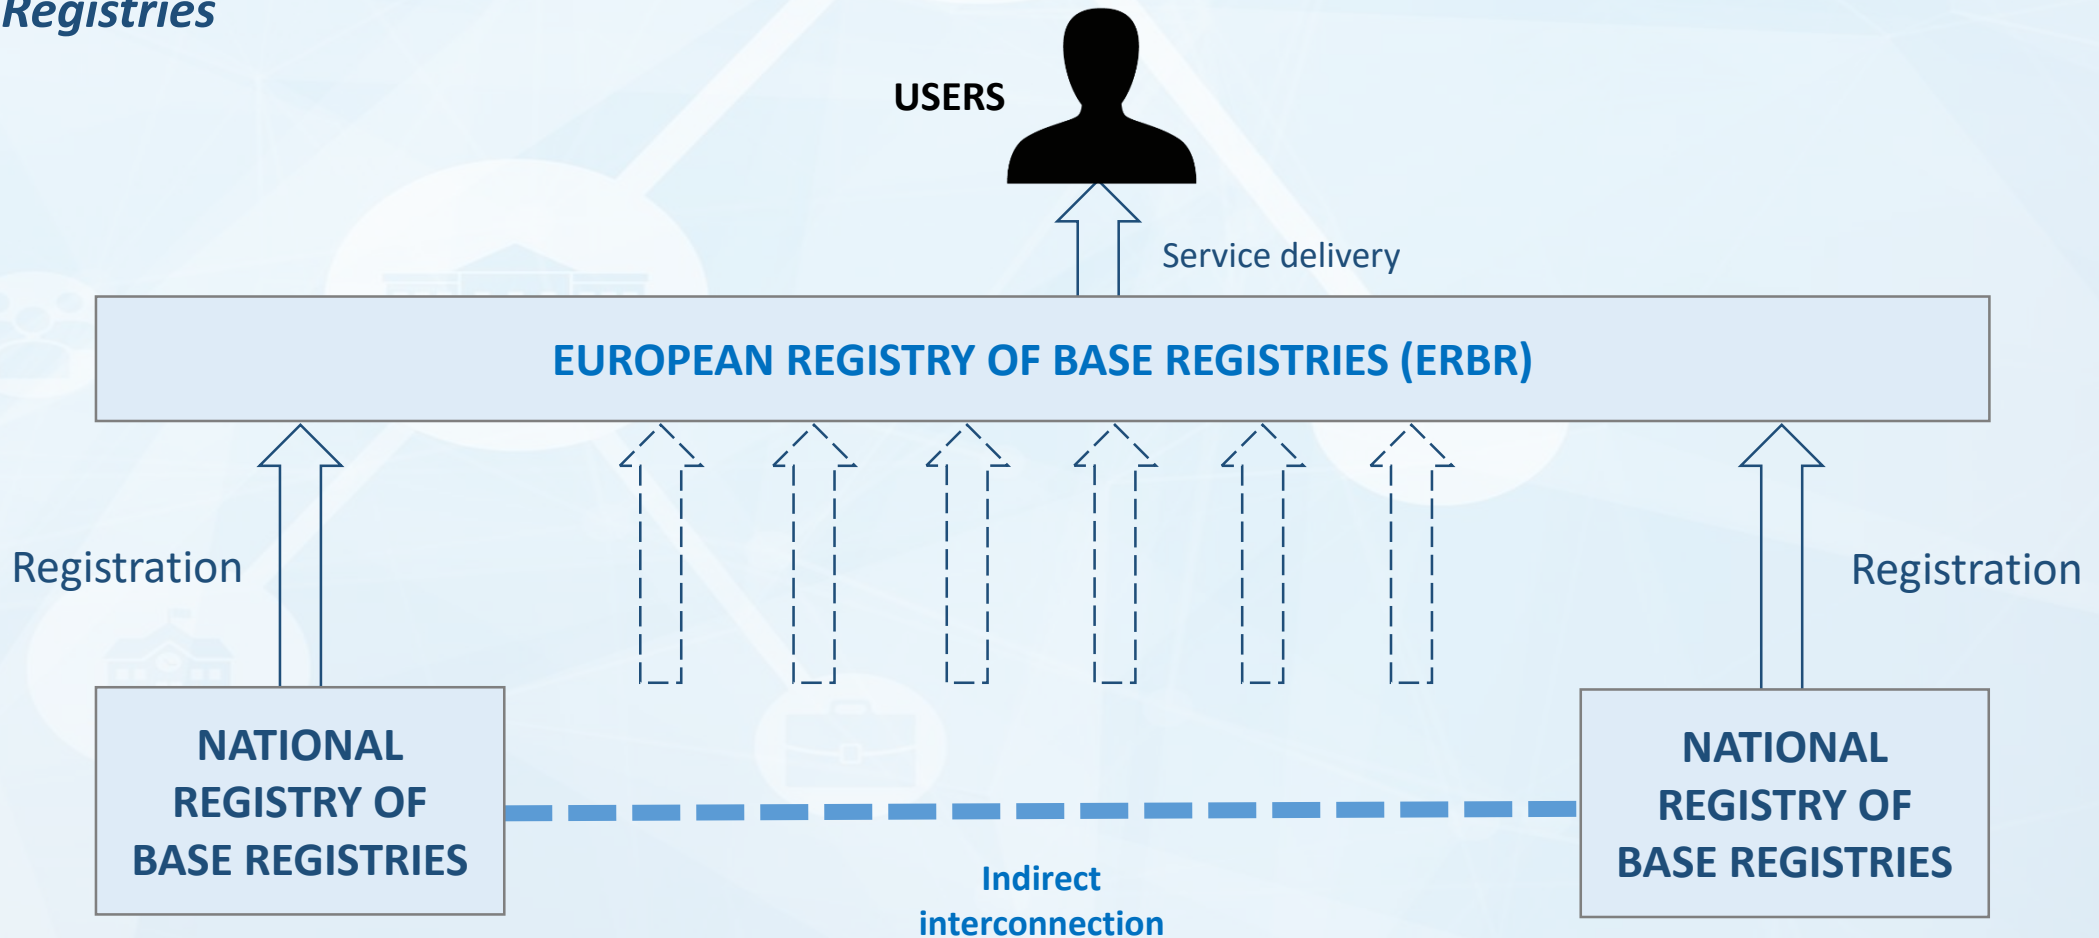 Registries
USERS
Service delivery
EUROPEAN REGISTRY OF BASE REGISTRIES (ERBR)
Registration
Registration
NATIONAL
REGISTRY OF
BASE REGISTRIES
NATIONAL
REGISTRY OF
BASE REGISTRIES
Indirect
interconnection